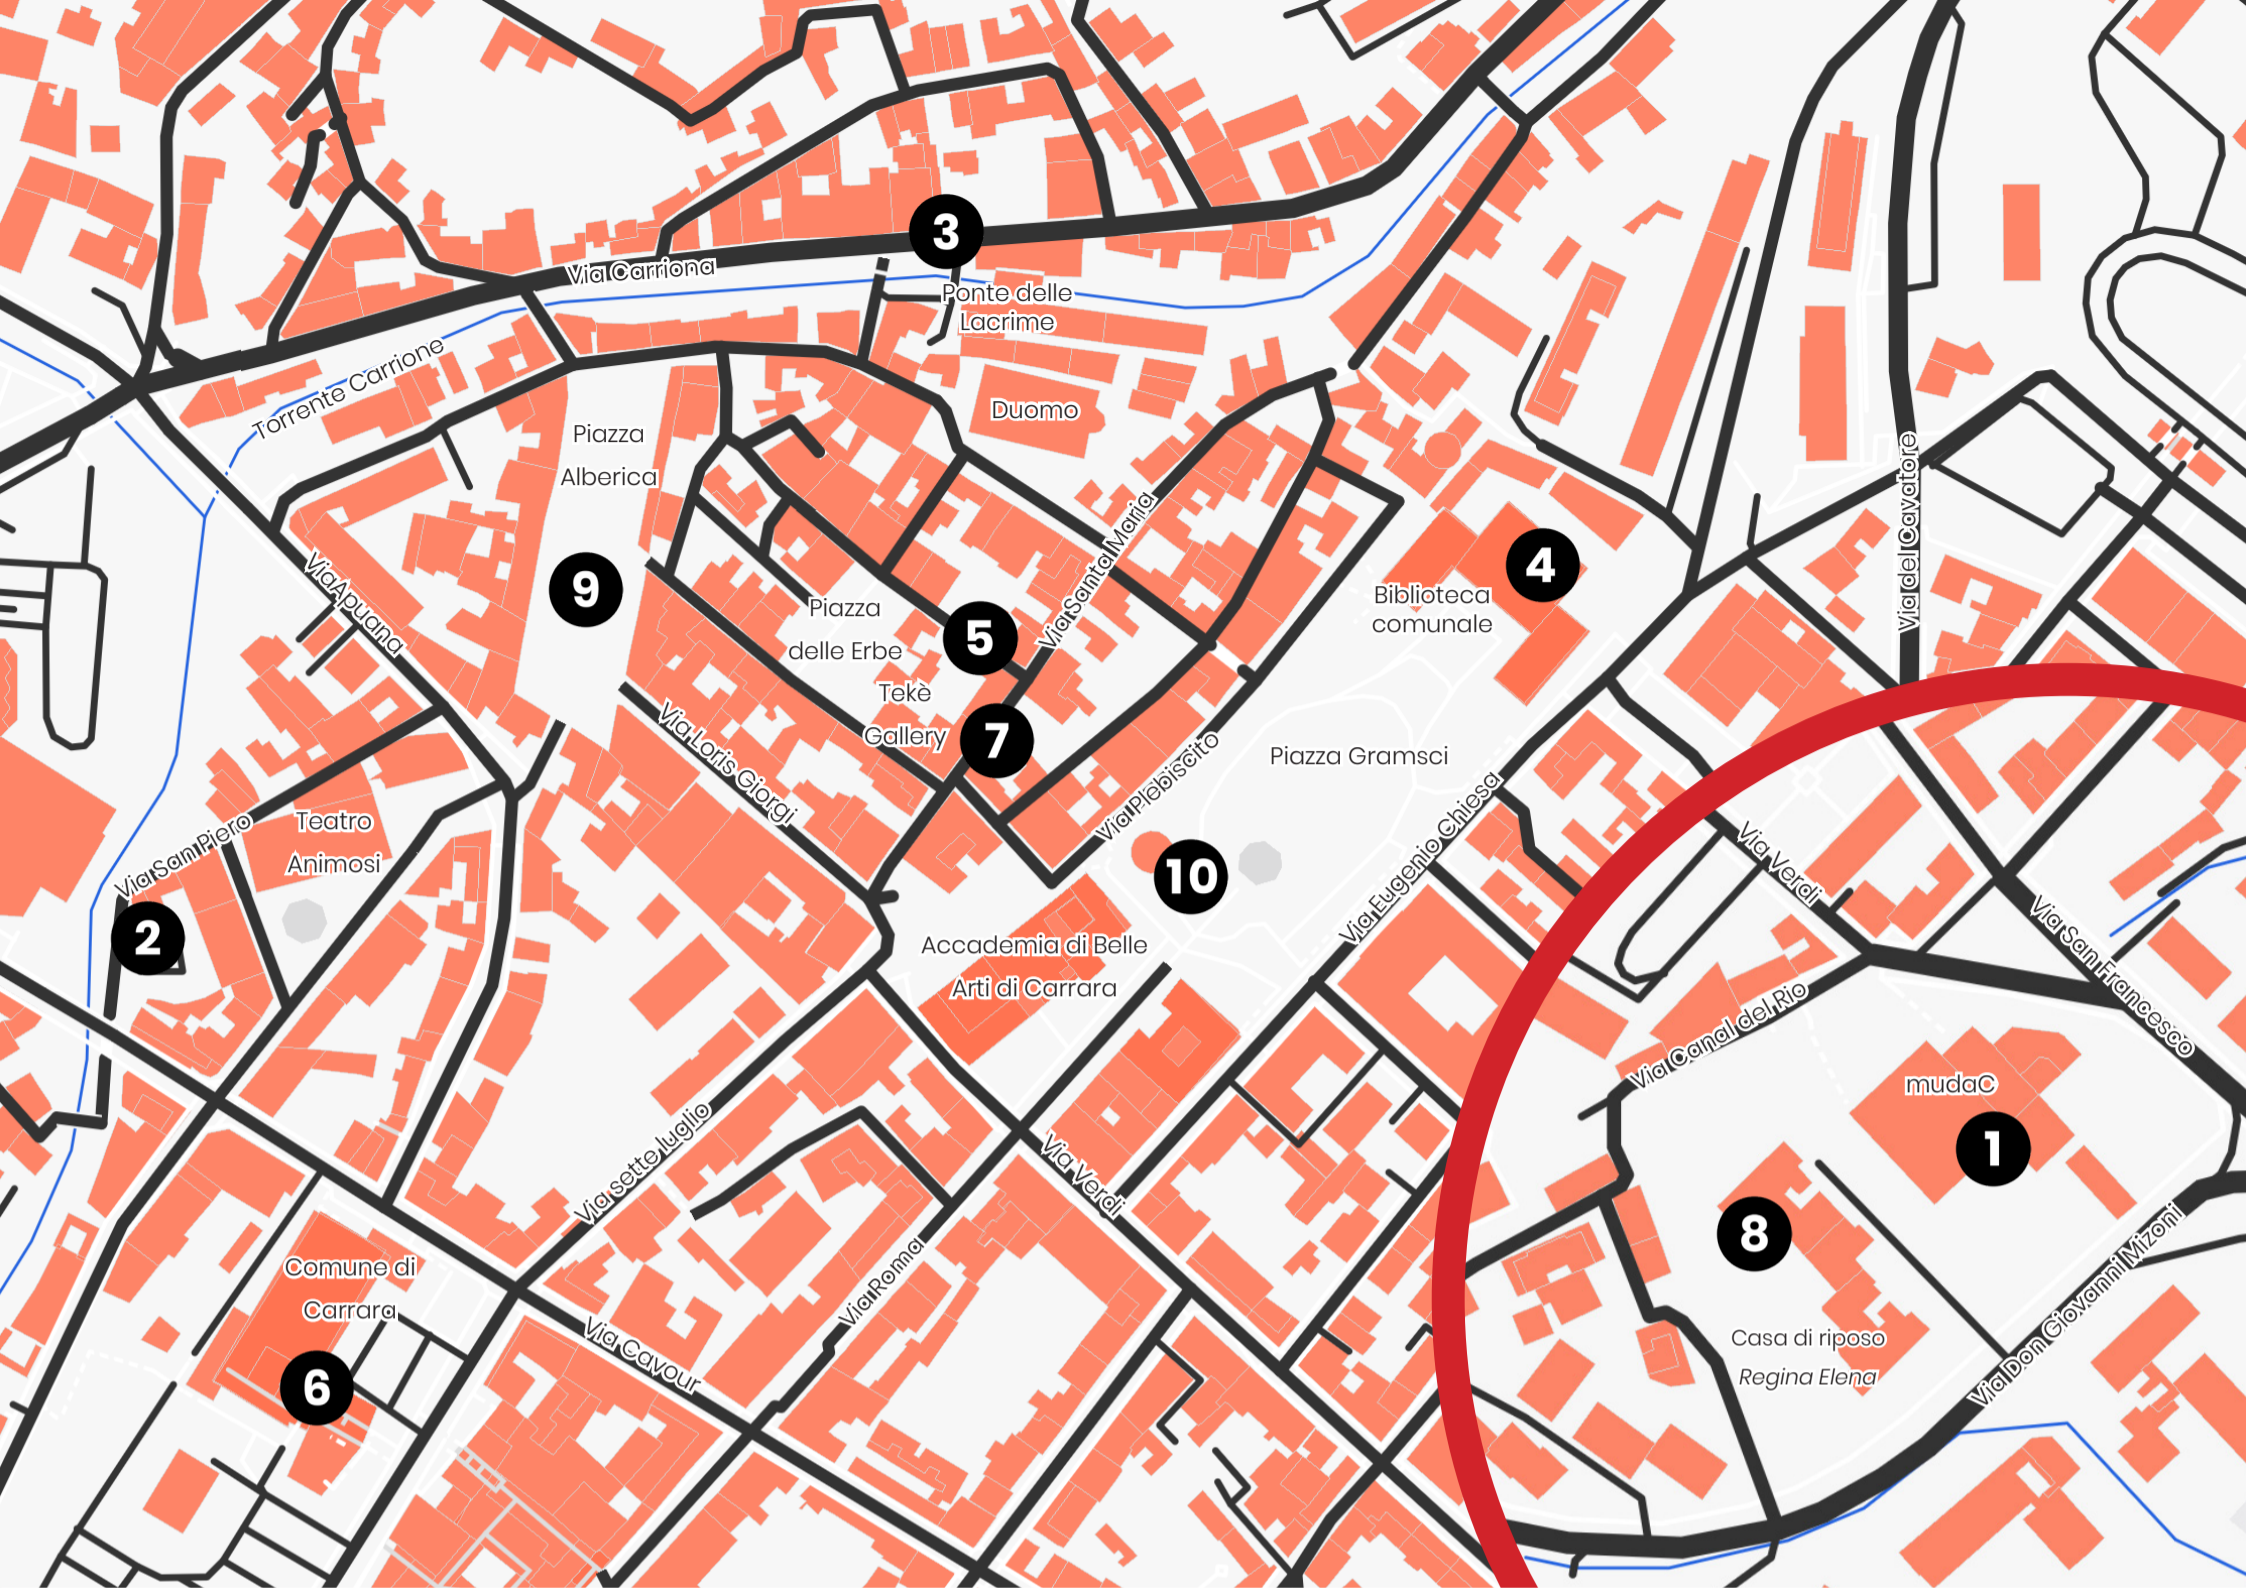 3
Via Carriona
Ponte delle
Lacrime
Torrente Carrione
Duomo
Piazza
Alberica
Via del Cavatore
Via Santa Maria
4
Biblioteca
comunale
9
Via Apuana
Piazza
delle Erbe
5
Tekè
Gallery
7
Via Loris Giorgi
Via Plebiscito
Piazza Gramsci
Via San Piero
Teatro
Animosi
2
10
Via Eugenio Chiesa
Via Verdi
Accademia di Belle
Arti di Carrara
Via San Francesco
Via Canal del Rio
mudaC
1
8
Via sette luglio
Via Verdi
Via Roma
Comune di
Carrara
6
Via Cavour
Casa di riposo
Regina Elena
Via Don Giovanni Mizoni